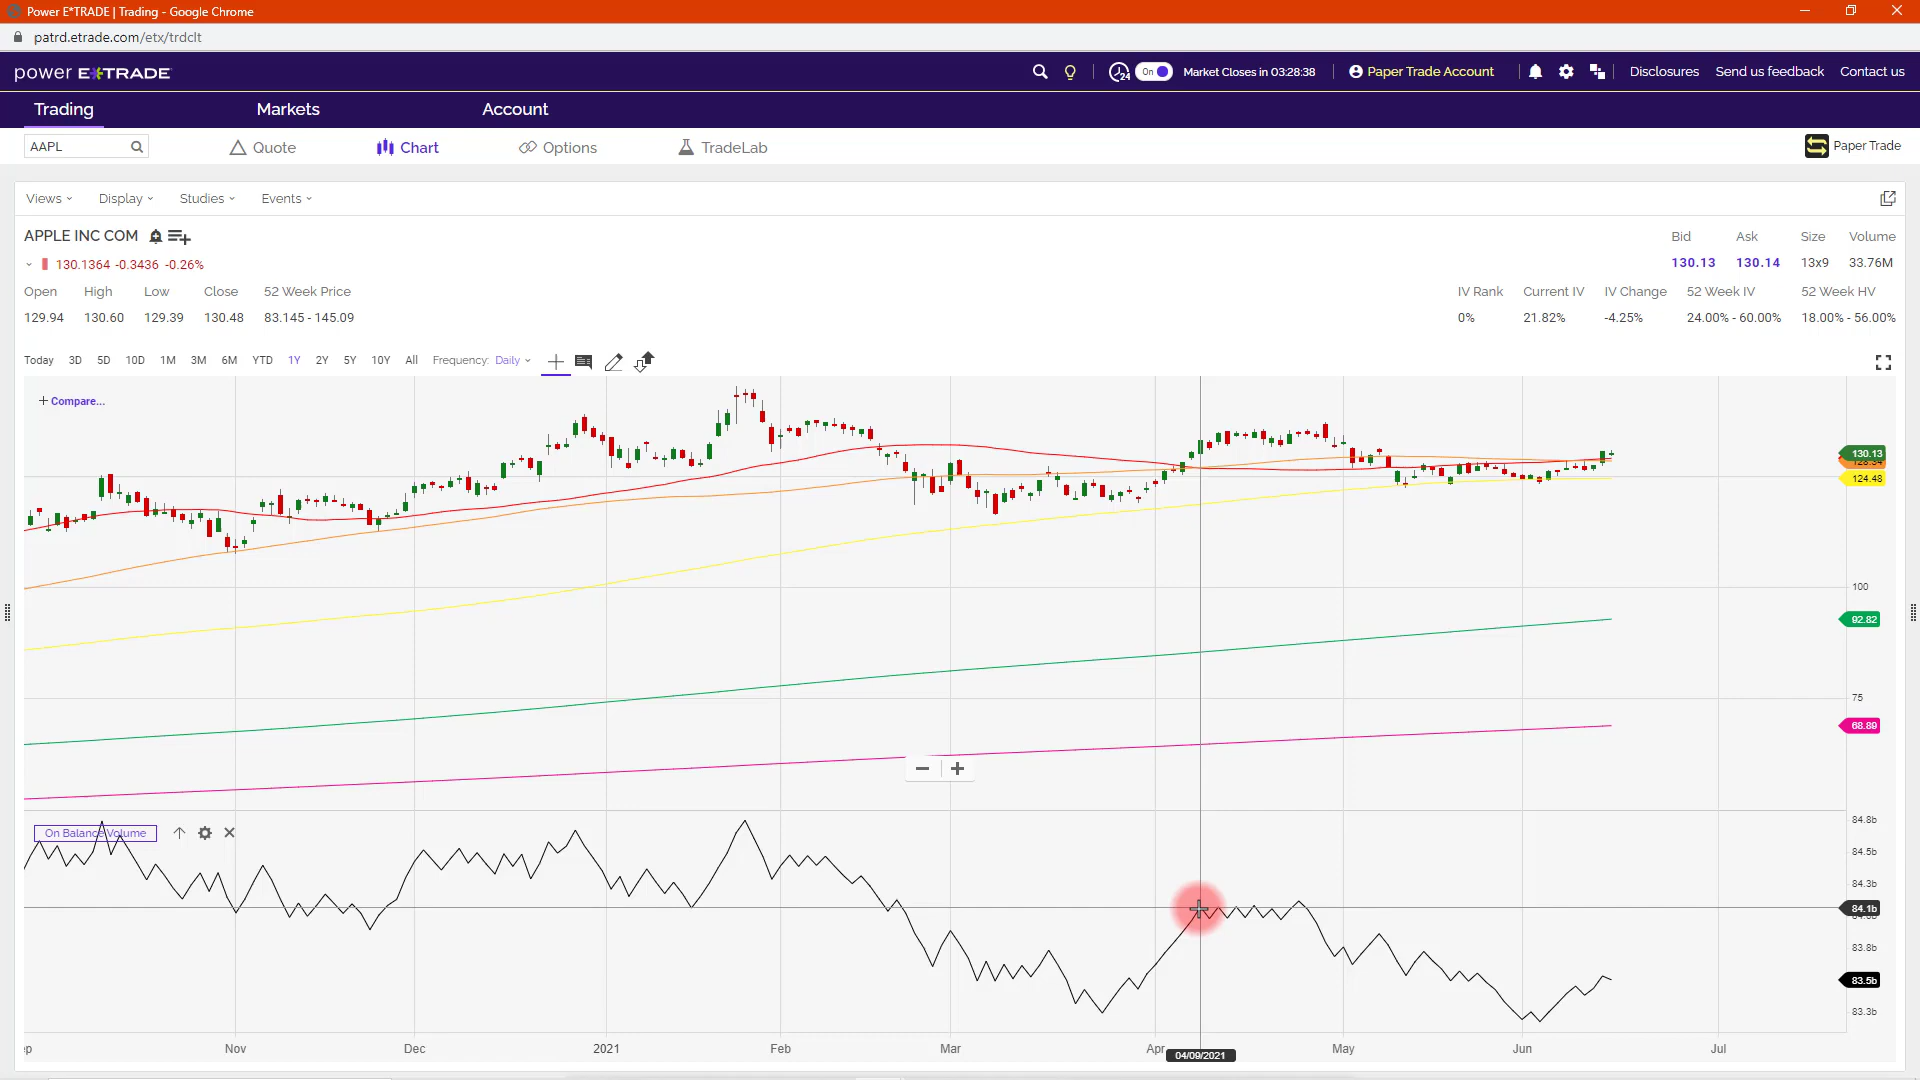 Power E*TRADE | Trading - Google Chrome
patrd.etrade.com/etx/trdclt
power E*TRADE
24 On Market Closes in 03:28:38 Paper Trade Account Disclosures Send us feedback Contact us
Trading Markets Account
AAPL Quote Chart Options TradeLab Paper Trade
Views Display Studies Events
APPLE INC COM Bid Ask Size Volume
130.1364 -0.3436 -0.26% 130.13 130.14 13x9 33.76M
Open High Low Close 52 Week Price IV Rank Current IV IV Change 52 Week IV 52 Week HV
129.94 130.60 129.39 130.48 83.145 - 145.09 0% 21.82% -4.25% 24.00% - 60.00% 18.00% - 56.00%
Today 3D 5D 10D 1M 3M 6M YTD 1Y 2Y 5Y 10Y All Frequency: Daily
+ Compare...
130.13
124.48
100
92.82
75
68.89
On Balance Volume
84.8b
84.5b
84.3b
84.1b
83.8b
83.5b
83.3b
Nov Dec 2021 Feb Mar Apr 04/09/2021 May Jun Jul